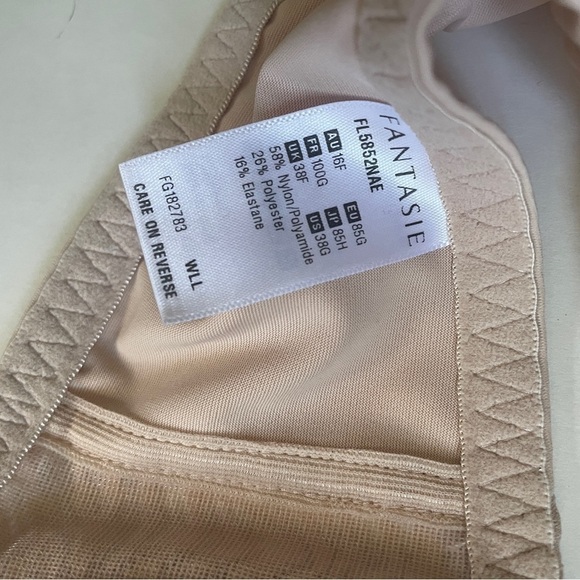 FANTASIE
FL5852NAE
AU 16F EU 85G
FR 100G JP 85H
UK 38F US 38G
58% Nylon/Polyamide
26% Polyester
16% Elastane
FG182783 WLL
CARE ON REVERSE